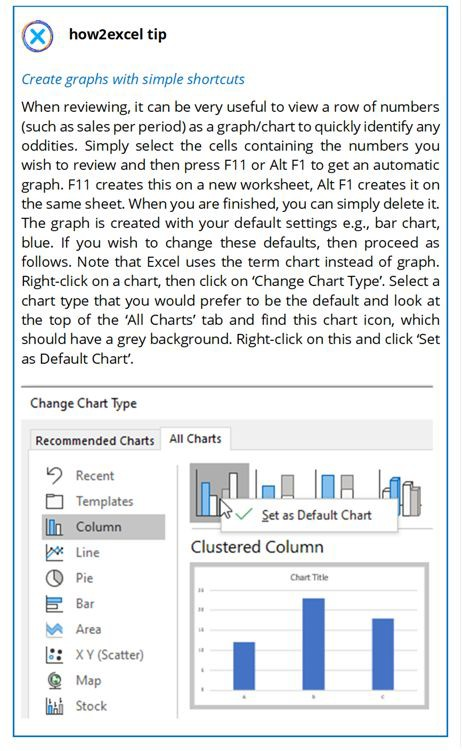 how2excel tip
Create graphs with simple shortcuts
When reviewing, it can be very useful to view a row of numbers
(such as sales per period) as a graph/chart to quickly identify any
oddities. Simply select the cells containing the numbers you
wish to review and then press F11 or Alt F1 to get an automatic
graph. F11 creates this on a new worksheet, Alt F1 creates it on
the same sheet. When you are finished, you can simply delete it.
The graph is created with your default settings e.g., bar chart,
blue. If you wish to change these defaults, then proceed as
follows. Note that Excel uses the term chart instead of graph.
Right-click on a chart, then click on ‘Change Chart Type’. Select a
chart type that you would prefer to be the default and look at
the top of the ‘All Charts’ tab and find this chart icon, which
should have a grey background. Right-click on this and click ‘Set
as Default Chart’.
Change Chart Type
Recommended Charts All Charts
Recent
Templates
Column
Line
Pie
Bar
Area
X Y (Scatter)
Map
Stock
Set as Default Chart
Clustered Column
Chart Title
A B C